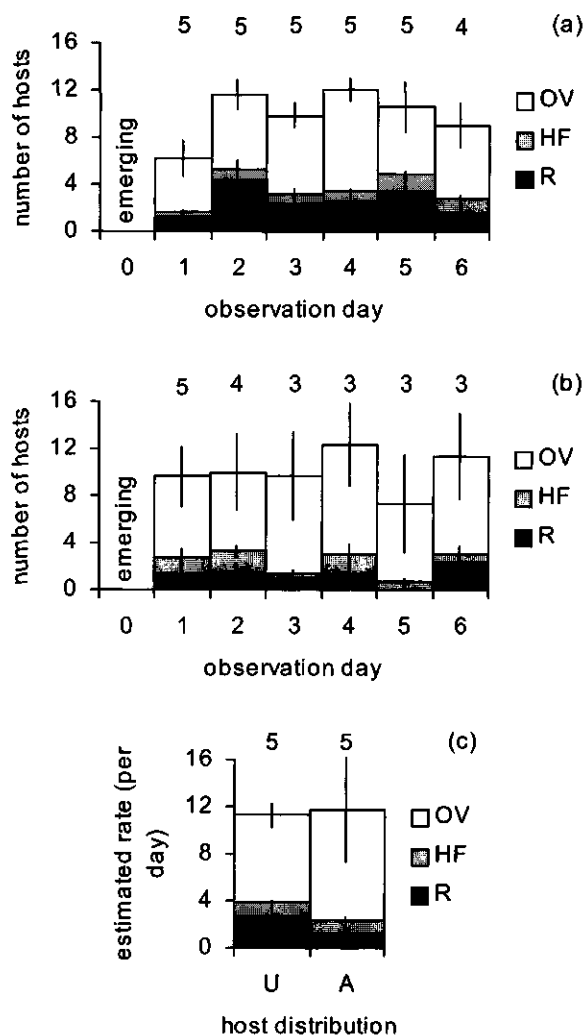 5 5 5 5 5 4 (a)
16
12
8
4
0
number of hosts
emerging
OV
HF
R
0 1 2 3 4 5 6
observation day
5 4 3 3 3 3 (b)
16
12
8
4
0
number of hosts
emerging
OV
HF
R
0 1 2 3 4 5 6
observation day
5 5 (c)
16
12
8
4
0
estimated rate (per
day)
OV
HF
R
U A
host distribution